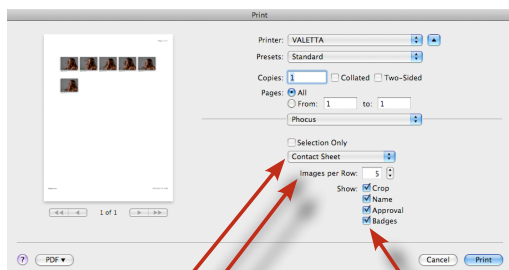 Print
Printer: VALETTA
Presets: Standard
Copies: 1 Collated Two-Sided
Pages: All
From: 1 to: 1
Phocus
Selection Only
Contact Sheet
Images per Row: 5
Show: Crop
Name
Approval
Badges
1 of 1
? PDF ▼ Cancel Print